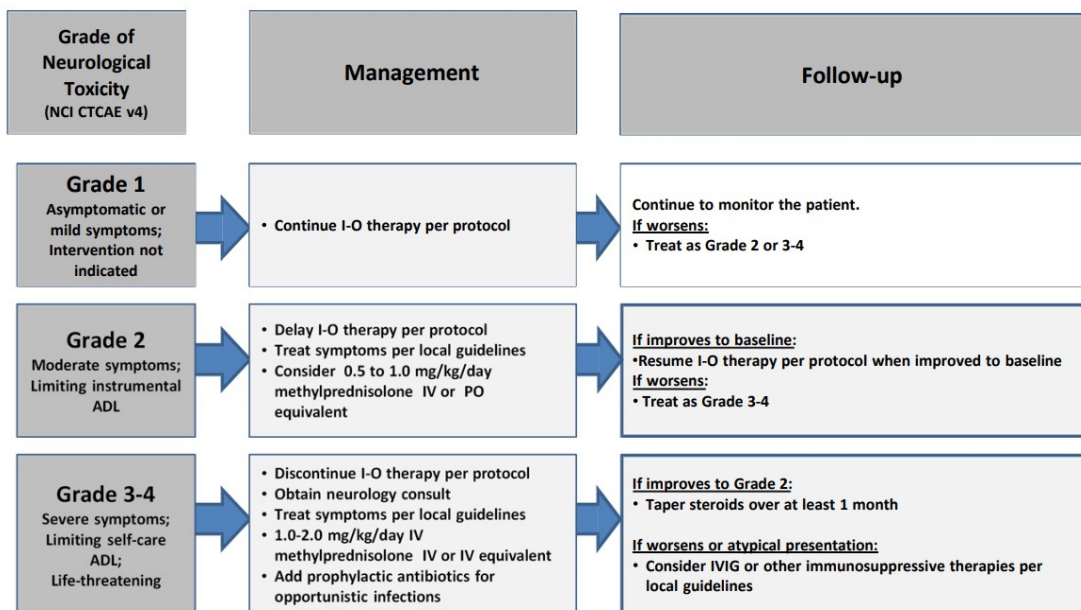 Grade of
Neurological
Toxicity
(NCI CTCAE v4)
Management
Follow-up
Grade 1
Asymptomatic or
mild symptoms;
Intervention not
indicated
• Continue I-O therapy per protocol
Continue to monitor the patient.
If worsens:
• Treat as Grade 2 or 3-4
Grade 2
Moderate symptoms;
Limiting instrumental
ADL
• Delay I-O therapy per protocol
• Treat symptoms per local guidelines
• Consider 0.5 to 1.0 mg/kg/day
methylprednisolone IV or PO
equivalent
If improves to baseline:
•Resume I-O therapy per protocol when improved to baseline
If worsens:
• Treat as Grade 3-4
Grade 3-4
Severe symptoms;
Limiting self-care
ADL;
Life-threatening
• Discontinue I-O therapy per protocol
• Obtain neurology consult
• Treat symptoms per local guidelines
• 1.0-2.0 mg/kg/day IV
methylprednisolone IV or IV equivalent
• Add prophylactic antibiotics for
opportunistic infections
If improves to Grade 2:
• Taper steroids over at least 1 month
If worsens or atypical presentation:
• Consider IVIG or other immunosuppressive therapies per
local guidelines